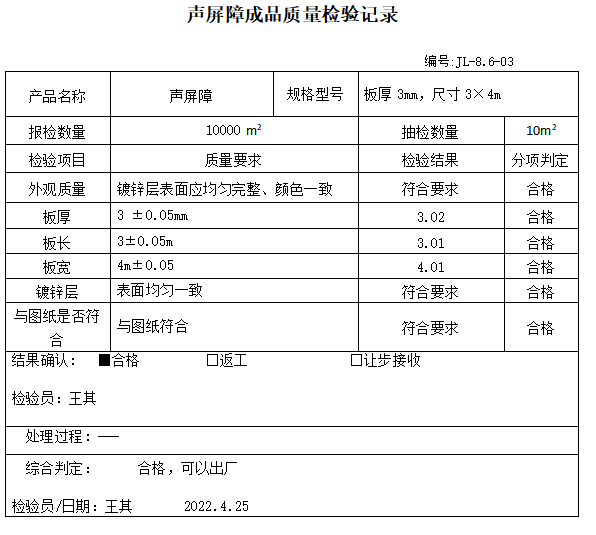 声屏障成品质量检验记录
编号:JL-8.6-03
产品名称 声屏障 规格型号 板厚 3mm，尺寸 3×4m
报检数量 10000 m² 抽检数量 10m²
检验项目 质量要求 检验结果 分项判定
外观质量 镀锌层表面应均匀完整、颜色一致 符合要求 合格
板厚 3 ±0.05mm 3.02 合格
板长 3±0.05m 3.01 合格
板宽 4m±0.05 4.01 合格
镀锌层 表面均匀一致 符合要求 合格
与图纸是否符
合 与图纸符合 符合要求 合格
结果确认： ■合格 □返工 □让步接收
检验员：王其
处理过程：——
综合判定： 合格，可以出厂
检验员/日期：王其 2022.4.25